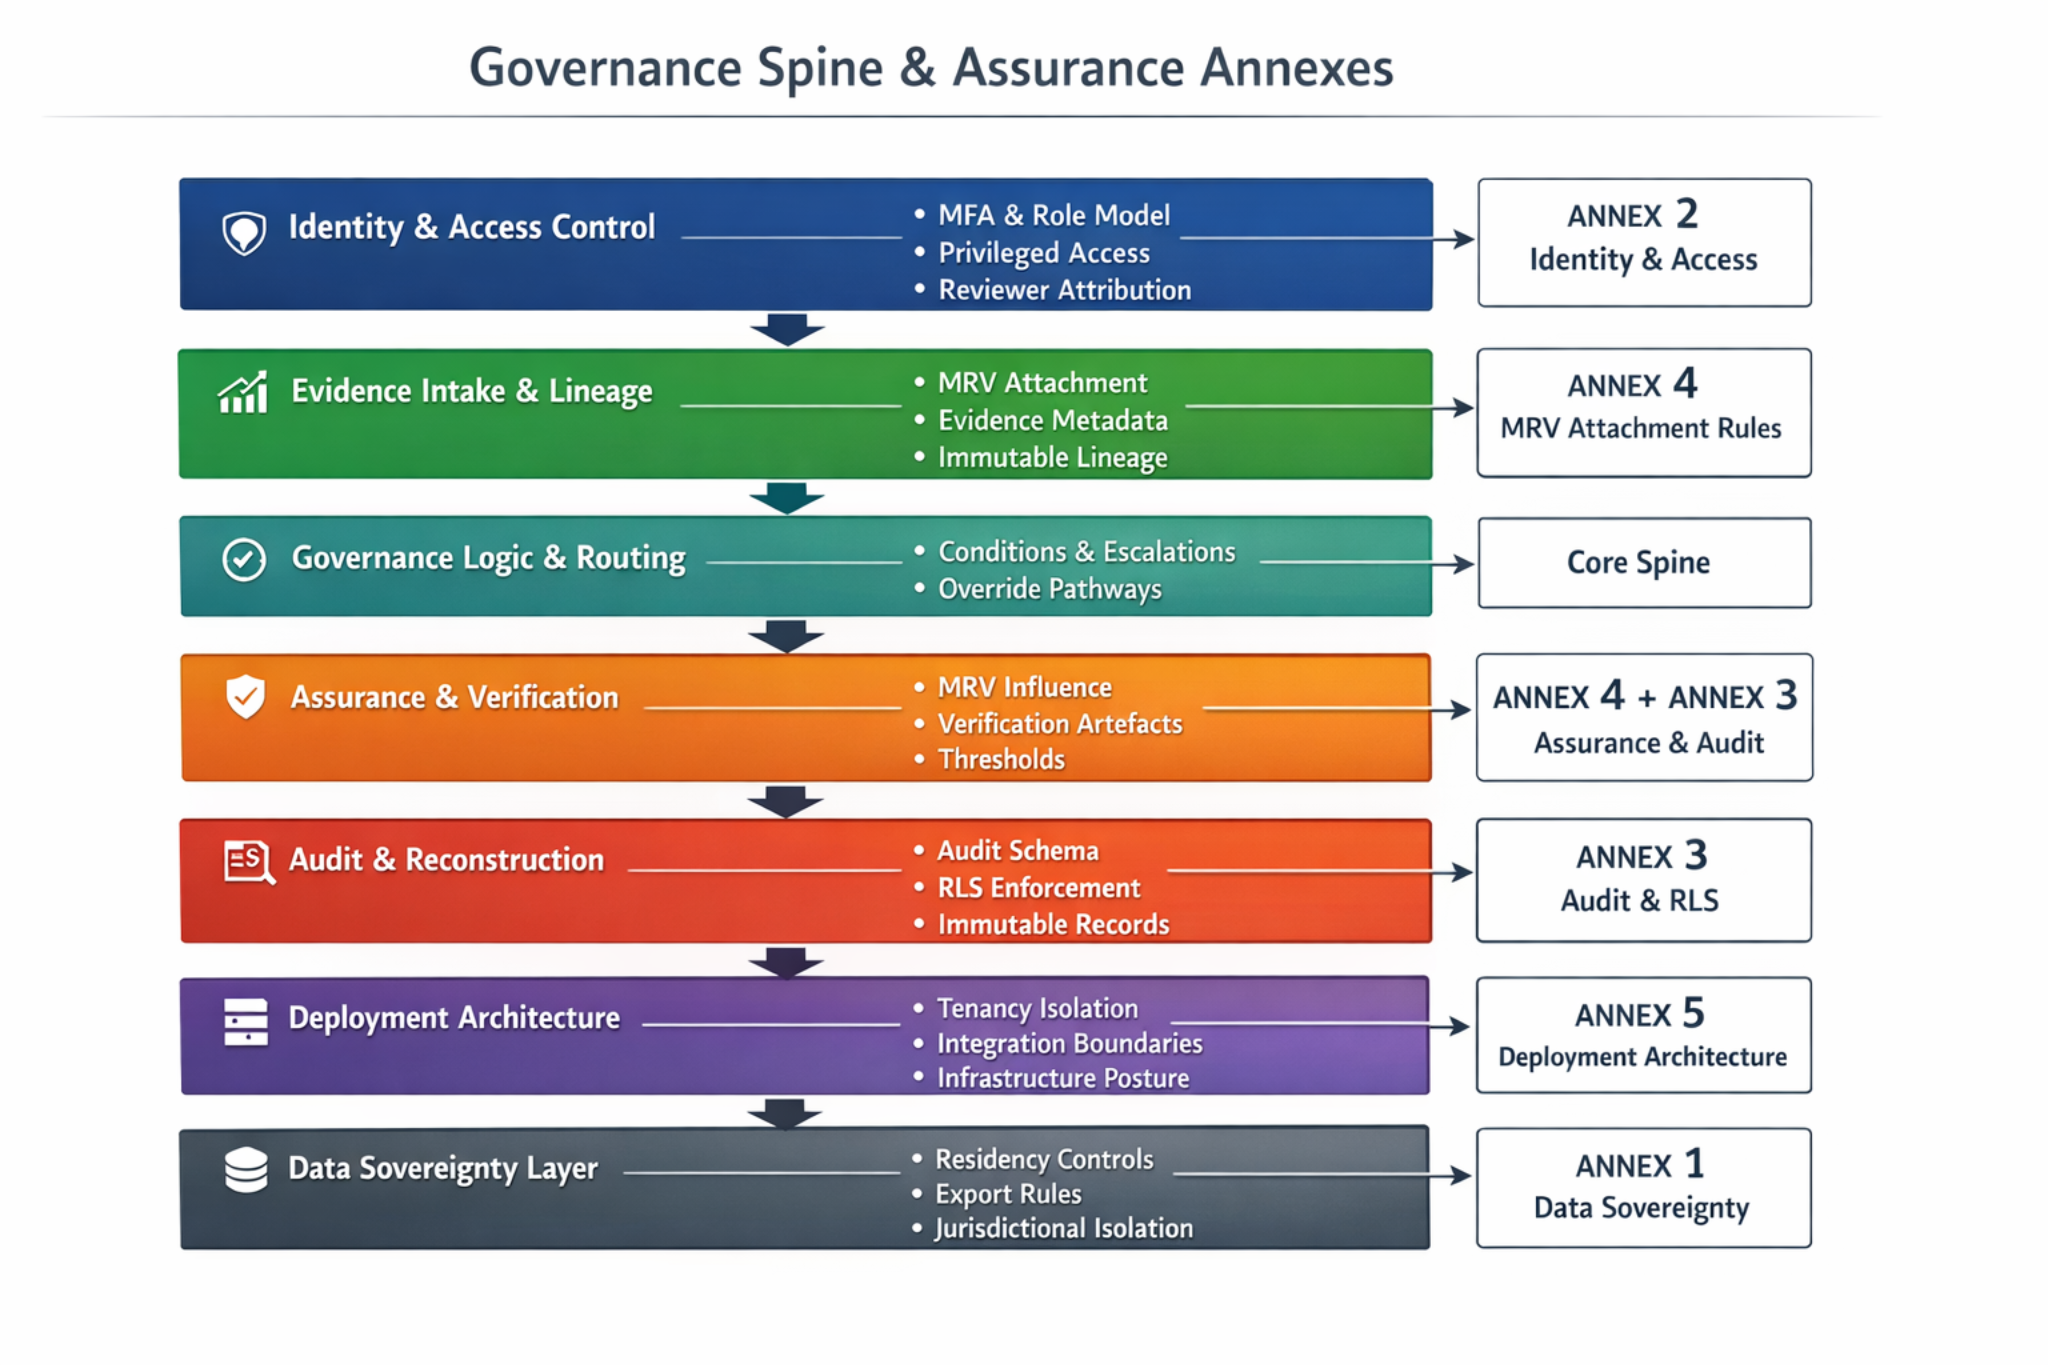 Governance Spine & Assurance Annexes
Identity & Access Control
• MFA & Role Model
• Privileged Access
• Reviewer Attribution
ANNEX 2
Identity & Access
Evidence Intake & Lineage
• MRV Attachment
• Evidence Metadata
• Immutable Lineage
ANNEX 4
MRV Attachment Rules
Governance Logic & Routing
• Conditions & Escalations
• Override Pathways
Core Spine
Assurance & Verification
• MRV Influence
• Verification Artefacts
• Thresholds
ANNEX 4 + ANNEX 3
Assurance & Audit
Audit & Reconstruction
• Audit Schema
• RLS Enforcement
• Immutable Records
ANNEX 3
Audit & RLS
Deployment Architecture
• Tenancy Isolation
• Integration Boundaries
• Infrastructure Posture
ANNEX 5
Deployment Architecture
Data Sovereignty Layer
• Residency Controls
• Export Rules
• Jurisdictional Isolation
ANNEX 1
Data Sovereignty